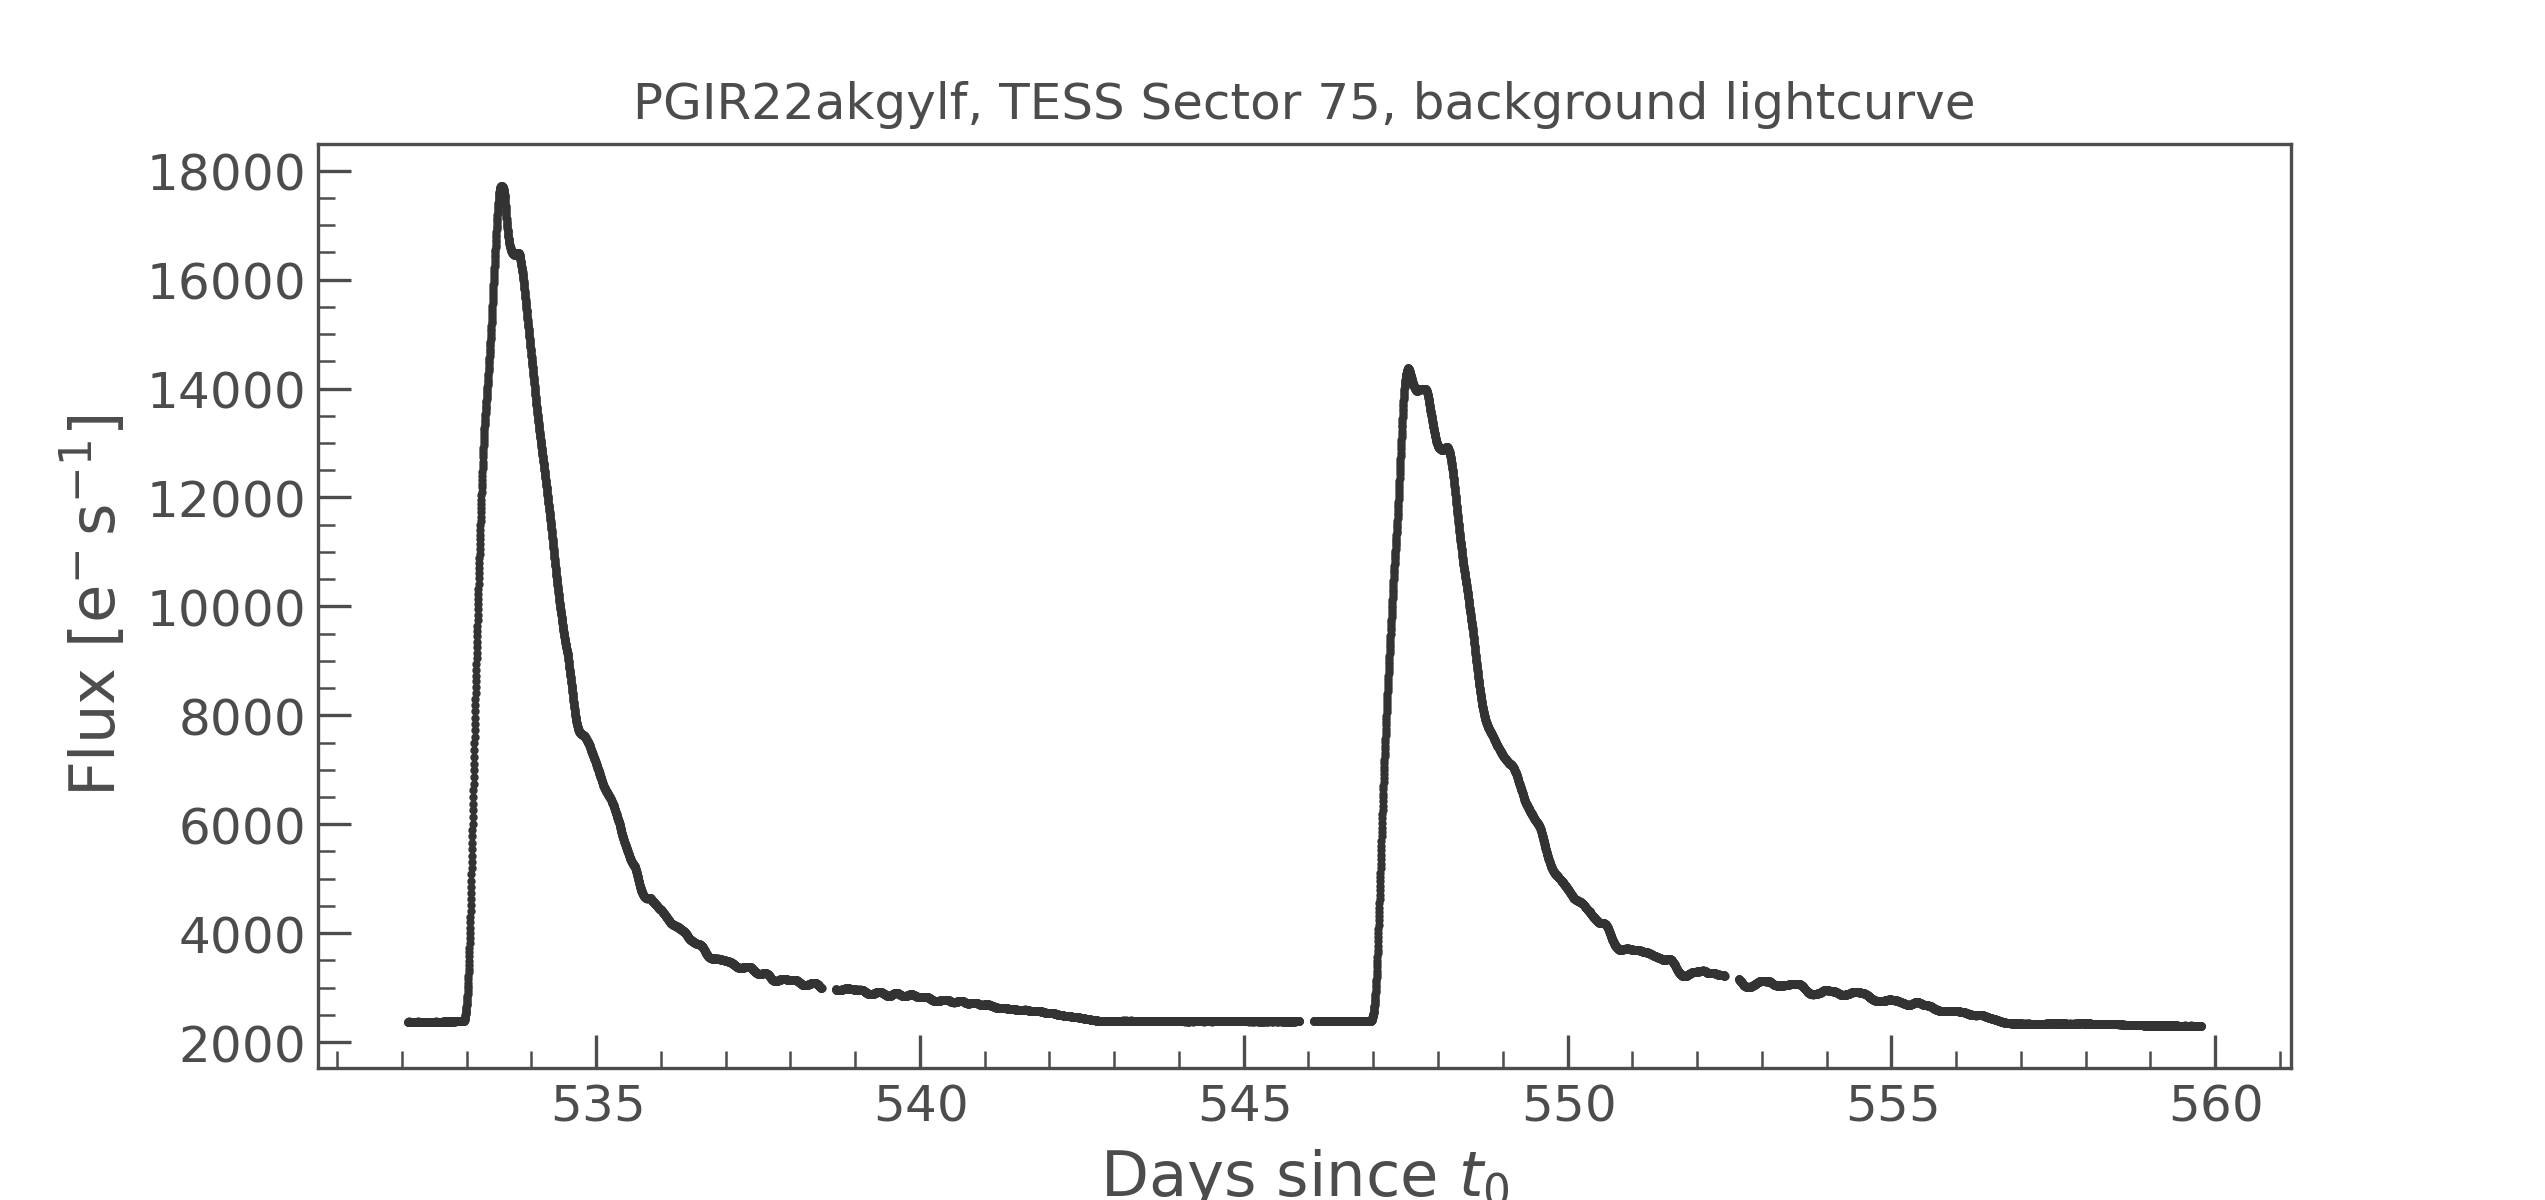 PGIR22akgylf, TESS Sector 75, background lightcurve
18000
16000
14000
12000
10000
8000
6000
4000
2000
Flux [e⁻ s⁻¹]
535 540 545 550 555 560
Days since t₀